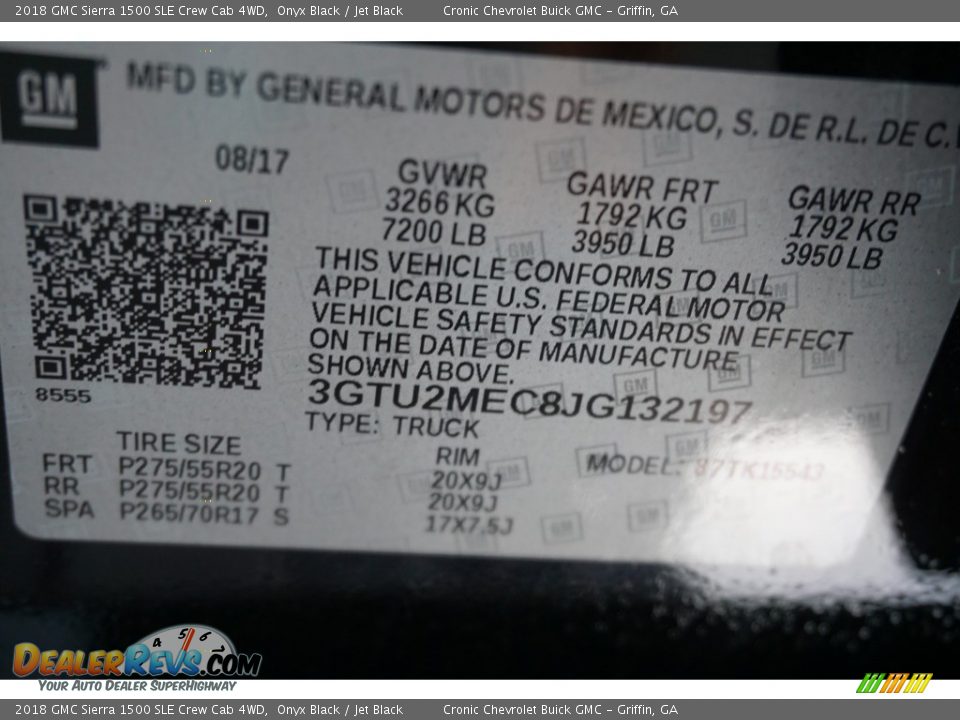 2018 GMC Sierra 1500 SLE Crew Cab 4WD, Onyx Black / Jet Black Cronic Chevrolet Buick GMC - Griffin, GA
GM
MFD BY GENERAL MOTORS DE MEXICO, S. DE R.L. DE C.
08/17
GVWR GAWR FRT GAWR RR
3266 KG 1792 KG 1792 KG
7200 LB 3950 LB 3950 LB
THIS VEHICLE CONFORMS TO ALL
APPLICABLE U.S. FEDERAL MOTOR
VEHICLE SAFETY STANDARDS IN EFFECT
ON THE DATE OF MANUFACTURE
SHOWN ABOVE.
8555
3GTU2MEC8JG132197
TYPE: TRUCK
TIRE SIZE RIM MODEL:
FRT P275/55R20 T 20X9J
RR P275/55R20 T 20X9J
SPA P265/70R17 S 17X7.5J
4 5 6
DealerRevs.com
Your Auto Dealer SuperHighway
2018 GMC Sierra 1500 SLE Crew Cab 4WD, Onyx Black / Jet Black Cronic Chevrolet Buick GMC - Griffin, GA